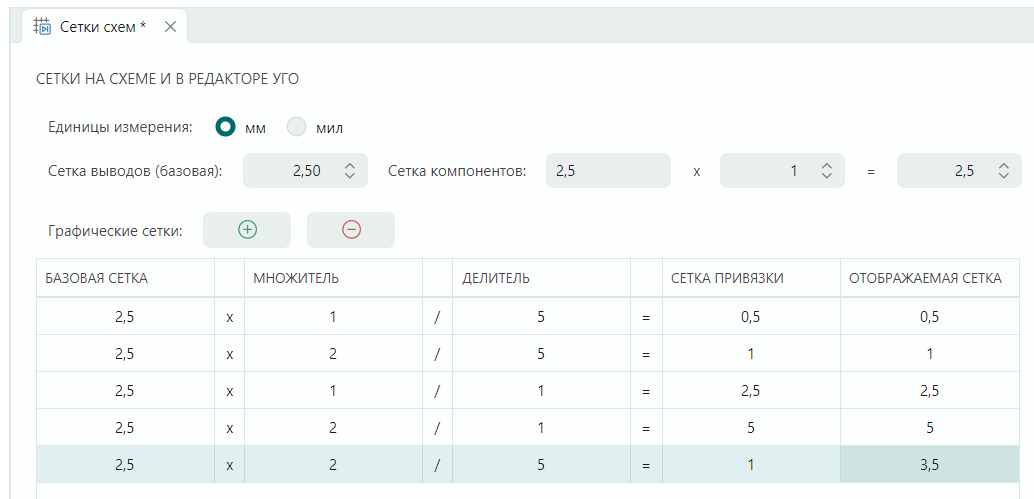 Сетки схем *
СЕТКИ НА СХЕМЕ И В РЕДАКТОРЕ УГО
Единицы измерения: мм мил
Сетка выводов (базовая): 2,50 Сетка компонентов: 2,5 x 1 = 2,5
Графические сетки:
БАЗОВАЯ СЕТКА МНОЖИТЕЛЬ ДЕЛИТЕЛЬ СЕТКА ПРИВЯЗКИ ОТОБРАЖАЕМАЯ СЕТКА
2,5 x 1 / 5 = 0,5 0,5
2,5 x 2 / 5 = 1 1
2,5 x 1 / 1 = 2,5 2,5
2,5 x 2 / 1 = 5 5
2,5 x 2 / 5 = 1 3,5